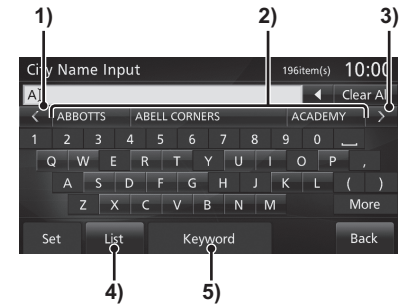 1) 2) 3)
City Name Input 196item(s) 10:00
A Clear All
< ABBOTTS ABELL CORNERS ACADEMY >
1 2 3 4 5 6 7 8 9 0
Q W E R T Y U I O P ,
A S D F G H J K L ( )
Z X C V B N M More
Set List Keyword Back
4) 5)